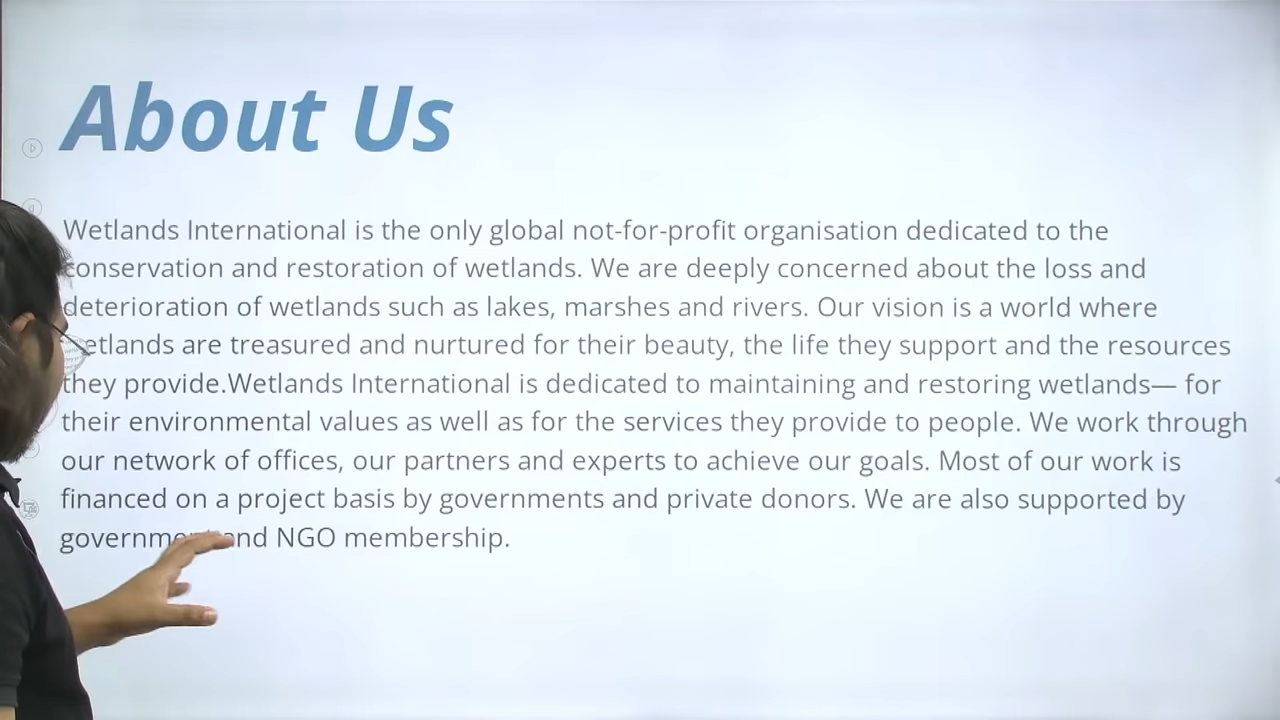 About Us
Wetlands International is the only global not-for-profit organisation dedicated to the
conservation and restoration of wetlands. We are deeply concerned about the loss and
deterioration of wetlands such as lakes, marshes and rivers. Our vision is a world where
wetlands are treasured and nurtured for their beauty, the life they support and the resources
they provide.Wetlands International is dedicated to maintaining and restoring wetlands— for
their environmental values as well as for the services they provide to people. We work through
our network of offices, our partners and experts to achieve our goals. Most of our work is
financed on a project basis by governments and private donors. We are also supported by
government and NGO membership.